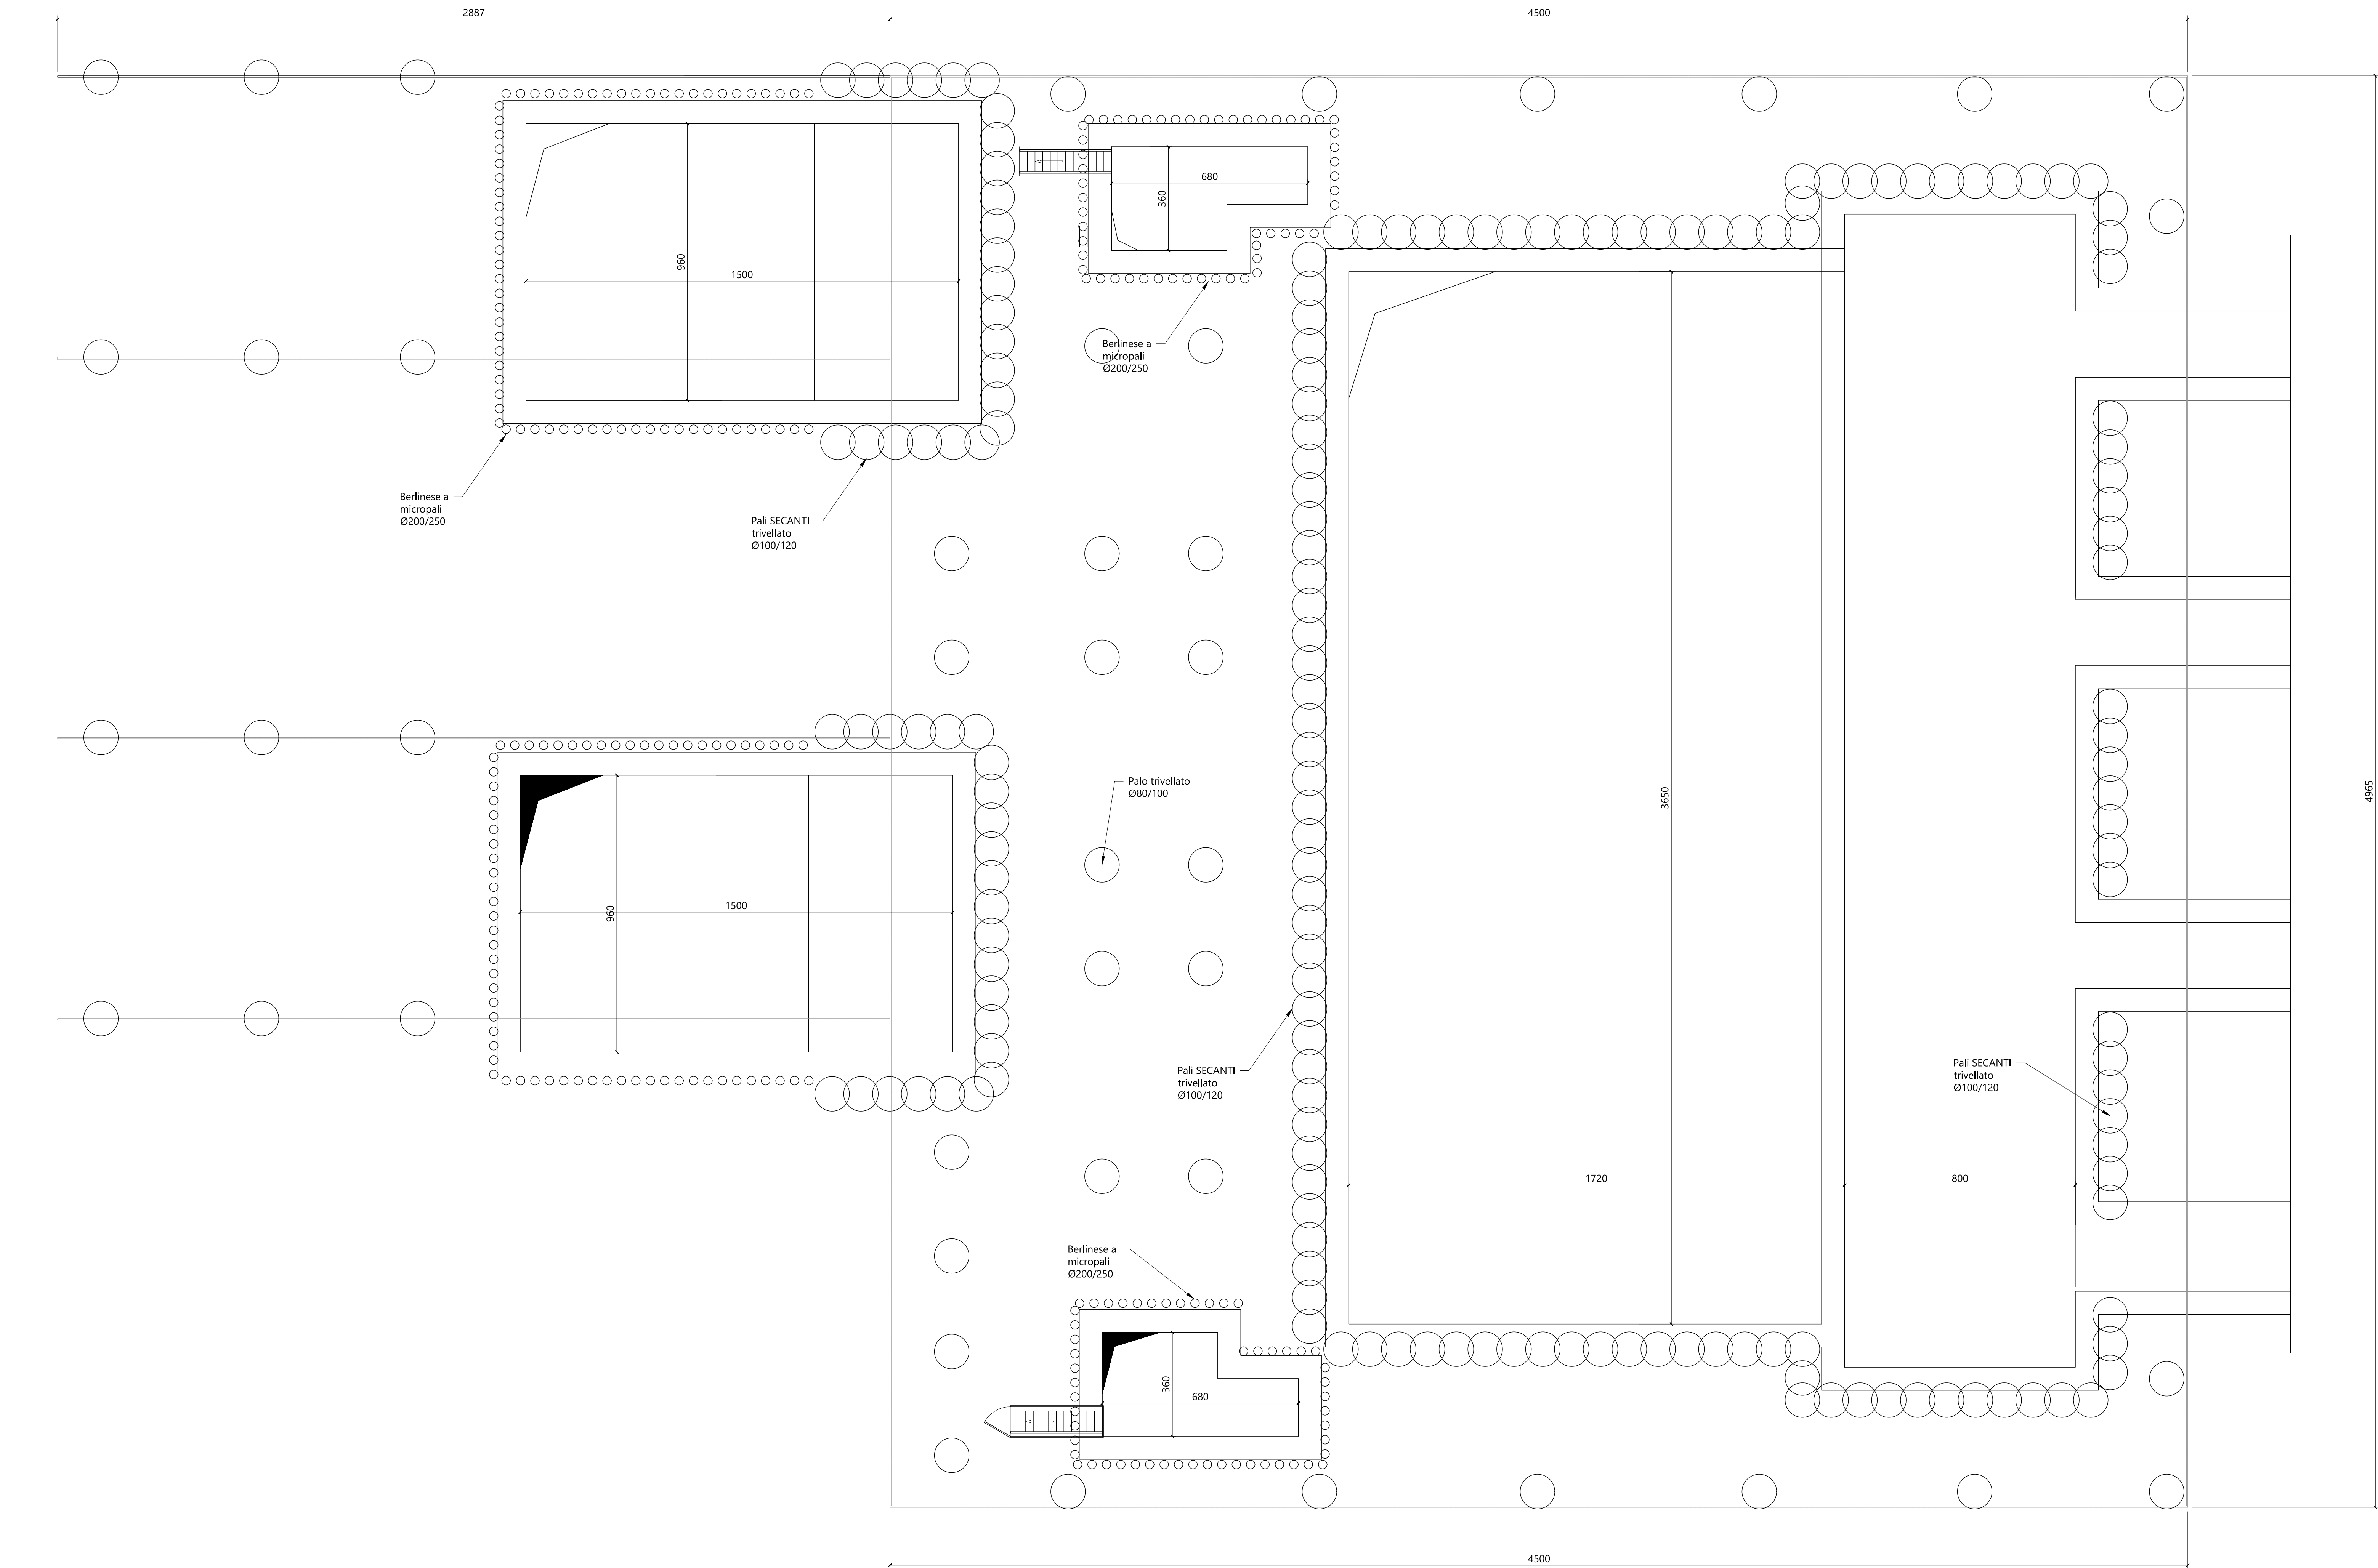 2887
4500
680
360
960
1500
Berlinese a
micropali
Ø200/250
Berlinese a
micropali
Ø200/250
Pali SECANTI
trivellato
Ø100/120
Palo trivellato
Ø80/100
3650
4965
960
1500
Pali SECANTI
trivellato
Ø100/120
Pali SECANTI
trivellato
Ø100/120
1720
800
Berlinese a
micropali
Ø200/250
360
680
4500